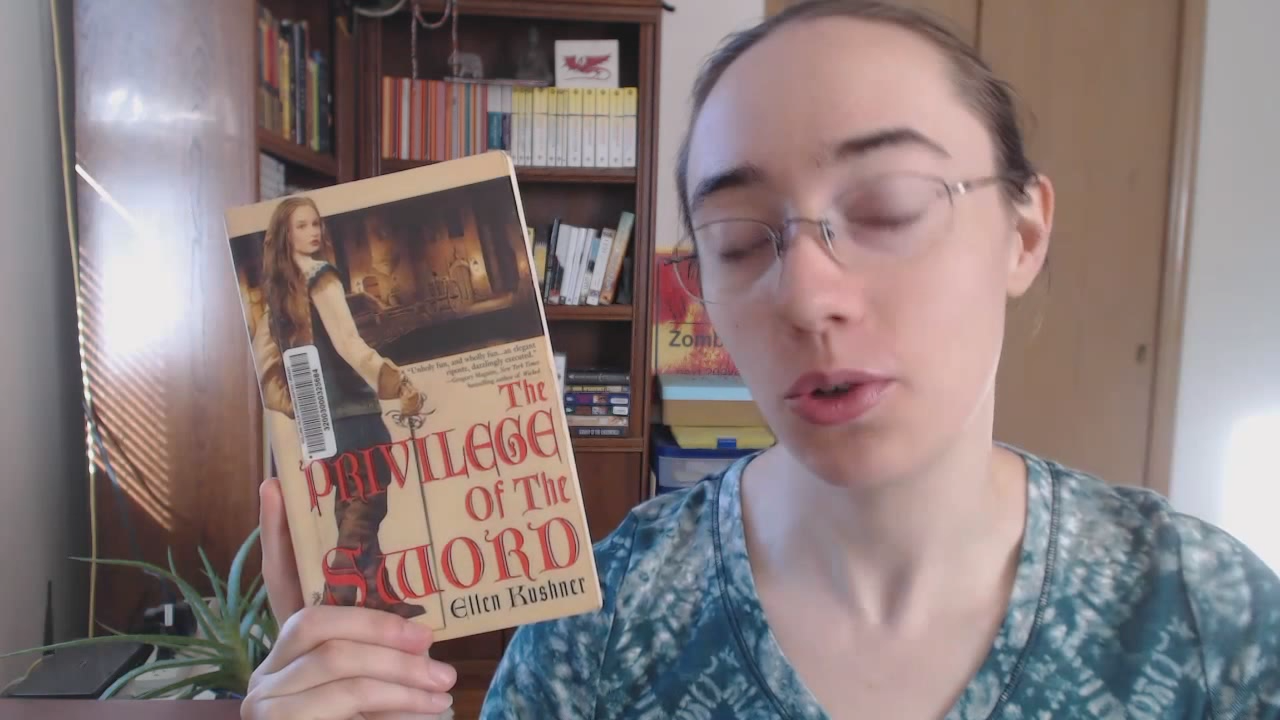 "Unholy fun, and wholly fun...an elegant
riposte, dazzlingly executed."
—Gregory Maguire, New York Times
bestselling author of Wicked
The
PRIVILEGE
of The
SWORD
Ellen Kushner
Zomb